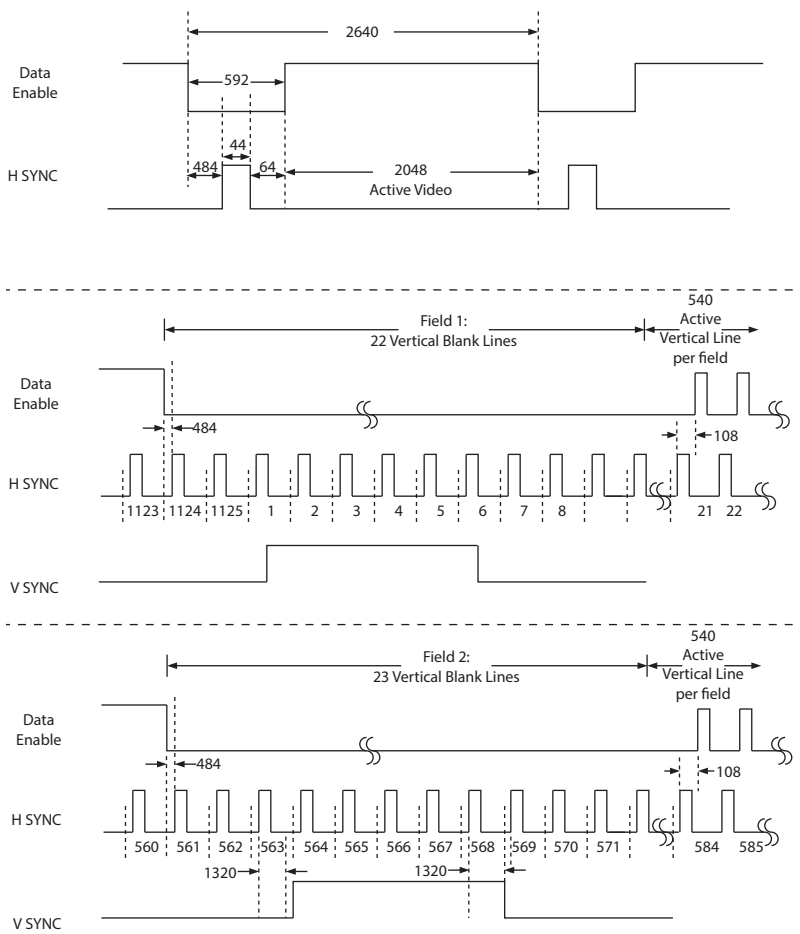 2640
Data
Enable
592
44
H SYNC
484
64
2048
Active Video
540
Field 1:
22 Vertical Blank Lines
Active
Vertical Line
per field
Data
Enable
484
108
H SYNC
1123 1124 1125 1 2 3 4 5 6 7 8 21 22
V SYNC
540
Field 2:
23 Vertical Blank Lines
Active
Vertical Line
per field
Data
Enable
484
108
H SYNC
560 561 562 563 564 565 566 567 568 569 570 571 584 585
1320 1320
V SYNC